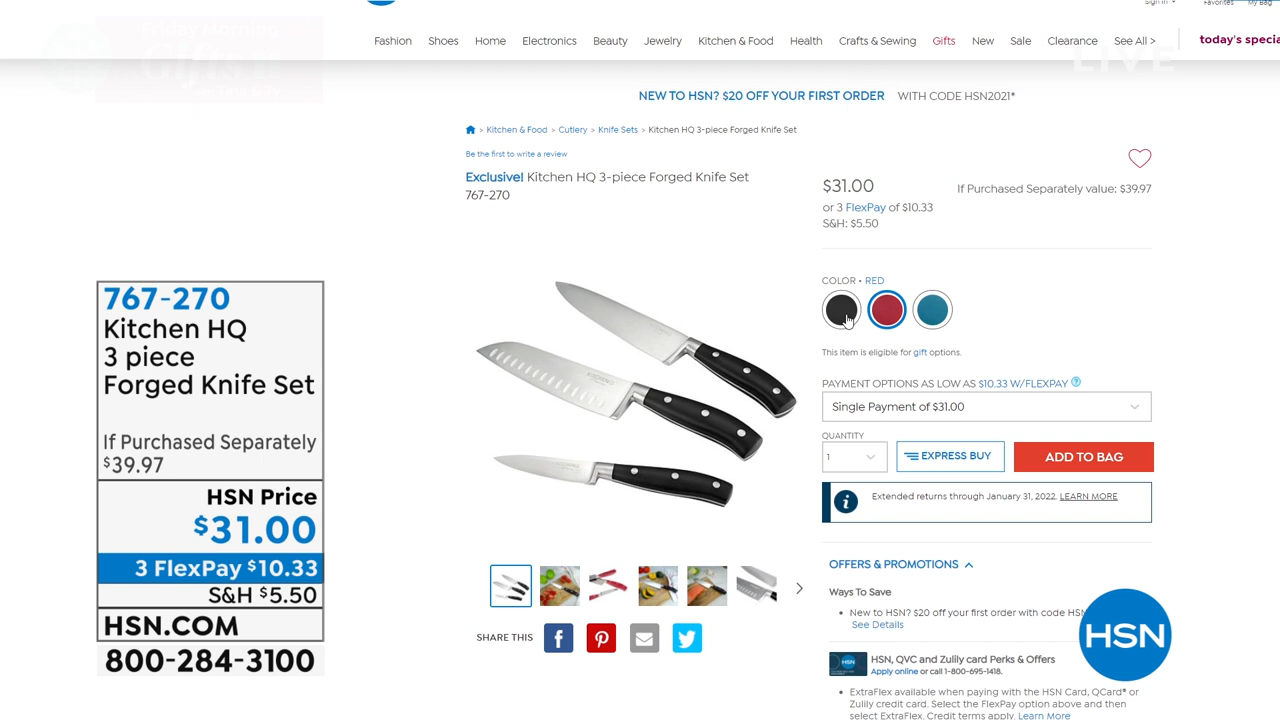 Friday Morning
Gifts
LIVE
Sign In
Favorites
My Bag
Fashion Shoes Home Electronics Beauty Jewelry Kitchen & Food Health Crafts & Sewing Gifts New Sale Clearance See All >
today's specia
NEW TO HSN? $20 OFF YOUR FIRST ORDER WITH CODE HSN2021*
> Kitchen & Food > Cutlery > Knife Sets > Kitchen HQ 3-piece Forged Knife Set
Be the first to write a review
Exclusive! Kitchen HQ 3-piece Forged Knife Set
767-270
$31.00
If Purchased Separately value: $39.97
or 3 FlexPay of $10.33
S&H: $5.50
COLOR • RED
This item is eligible for gift options.
PAYMENT OPTIONS AS LOW AS $10.33 W/FLEXPAY ?
Single Payment of $31.00
QUANTITY
1
EXPRESS BUY
ADD TO BAG
i
Extended returns through January 31, 2022. LEARN MORE
OFFERS & PROMOTIONS
Ways To Save
• New to HSN? $20 off your first order with code HSN
See Details
HSN, QVC and Zulily card Perks & Offers
Apply online or call 1-800-695-1418.
• ExtraFlex available when paying with the HSN Card, QCard® or
Zulily credit card. Select the FlexPay option above and then
select ExtraFlex. Credit terms apply. Learn More
SHARE THIS
767-270
Kitchen HQ
3 piece
Forged Knife Set
If Purchased Separately
$39.97
HSN Price
$31.00
3 FlexPay $10.33
S&H $5.50
HSN.COM
800-284-3100
HSN